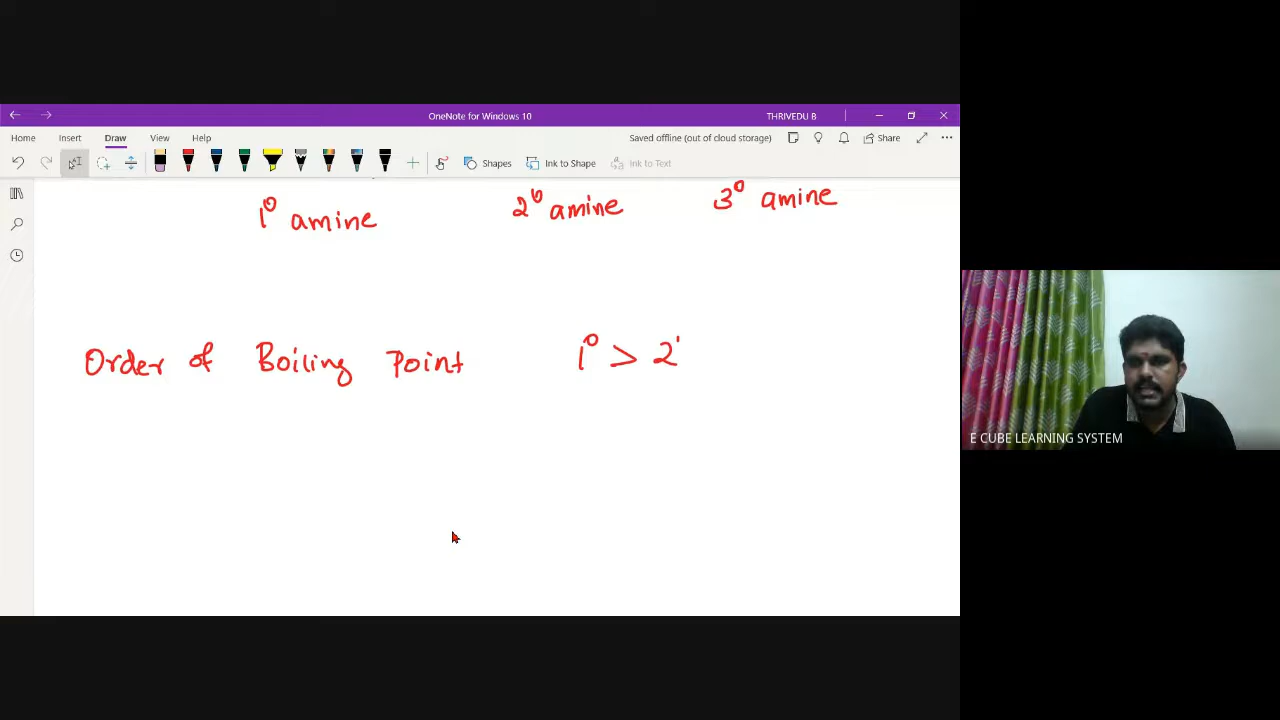 OneNote for Windows 10
THRIVEDU B
Home Insert Draw View Help
Saved offline (out of cloud storage)
Share
Shapes
Ink to Shape
Ink to Text
1° amine 2° amine 3° amine
Order of Boiling Point 1° > 2'
E CUBE LEARNING SYSTEM